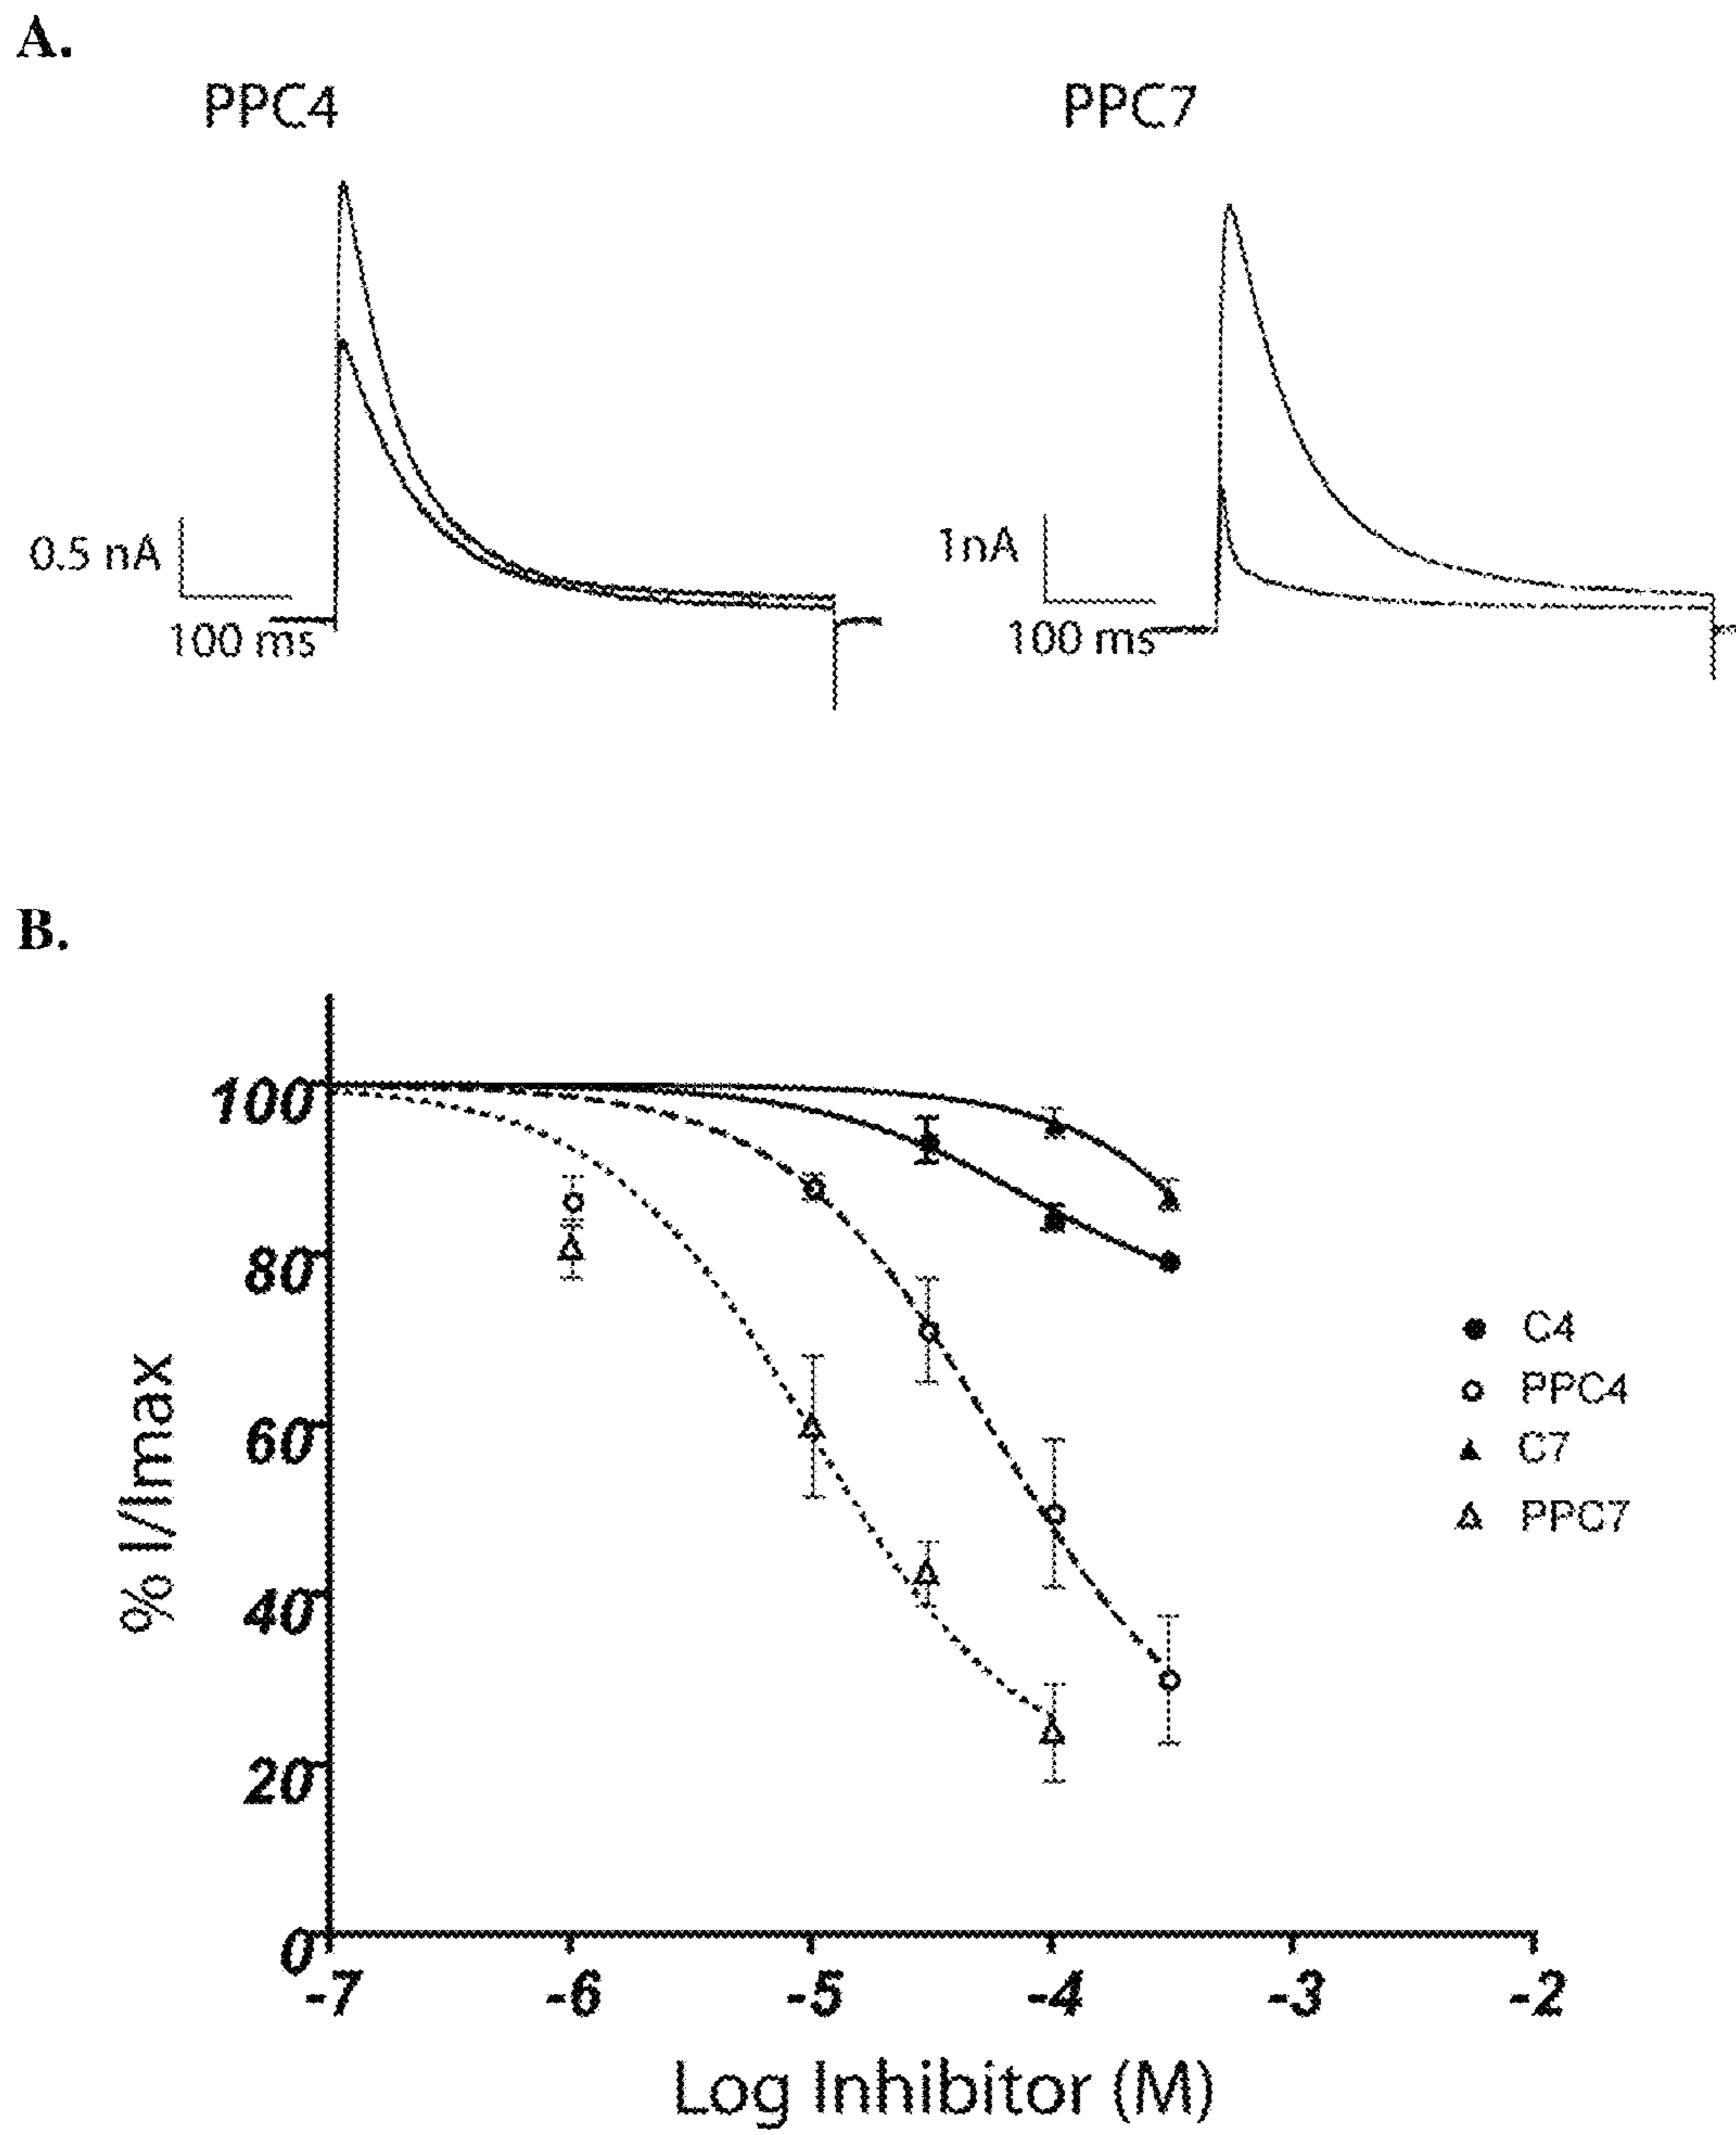 A.
PPC4 PPC7
0.5 nA 1nA
100 ms 100 ms
B.
100
80
60
40
20
0
% I/Imax
C4
PPC4
C7
PPC7
-7 -6 -5 -4 -3 -2
Log Inhibitor (M)